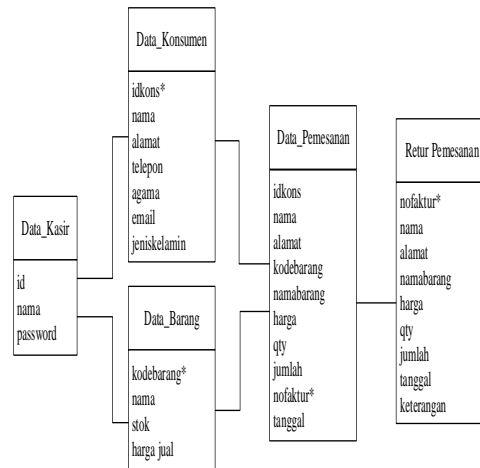 Data_Kasir
id
nama
password
Data_Konsumen
idkons*
nama
alamat
telepon
agama
email
jeniskelamin
Data_Barang
kodebarang*
nama
stok
harga jual
Data_Pemesanan
idkons
nama
alamat
kodebarang
namabarang
harga
qty
jumlah
nofaktur*
tanggal
Retur Pemesanan
nofaktur*
nama
alamat
namabarang
harga
qty
jumlah
tanggal
keterangan